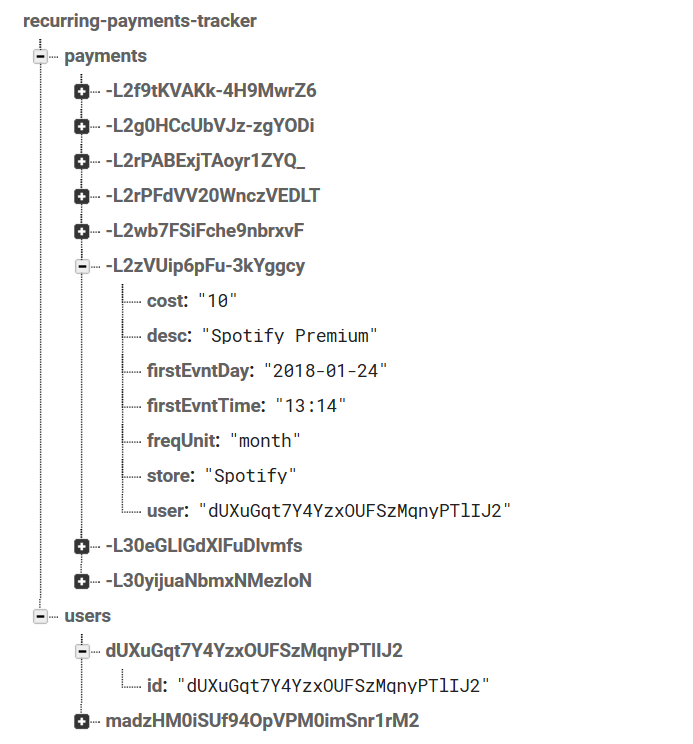 recurring-payments-tracker
payments
-L2f9tKVAKk-4H9MwrZ6
-L2g0HCcUbVJz-zgYODi
-L2rPABExjTAoyr1ZYQ_
-L2rPFdVV20WnczVEDLT
-L2wb7FSiFche9nbrxvF
-L2zVUip6pFu-3kYggcy
cost: "10"
desc: "Spotify Premium"
firstEvntDay: "2018-01-24"
firstEvntTime: "13:14"
freqUnit: "month"
store: "Spotify"
user: "dUXuGqt7Y4YzxOUFSzMqnyPTlIJ2"
-L30eGLIGdXIFuDlvmfs
-L30yijuaNbmxNMezloN
users
dUXuGqt7Y4YzxOUFSzMqnyPTlIJ2
id: "dUXuGqt7Y4YzxOUFSzMqnyPTlIJ2"
madzHM0iSUf94OpVPM0imSnr1rM2